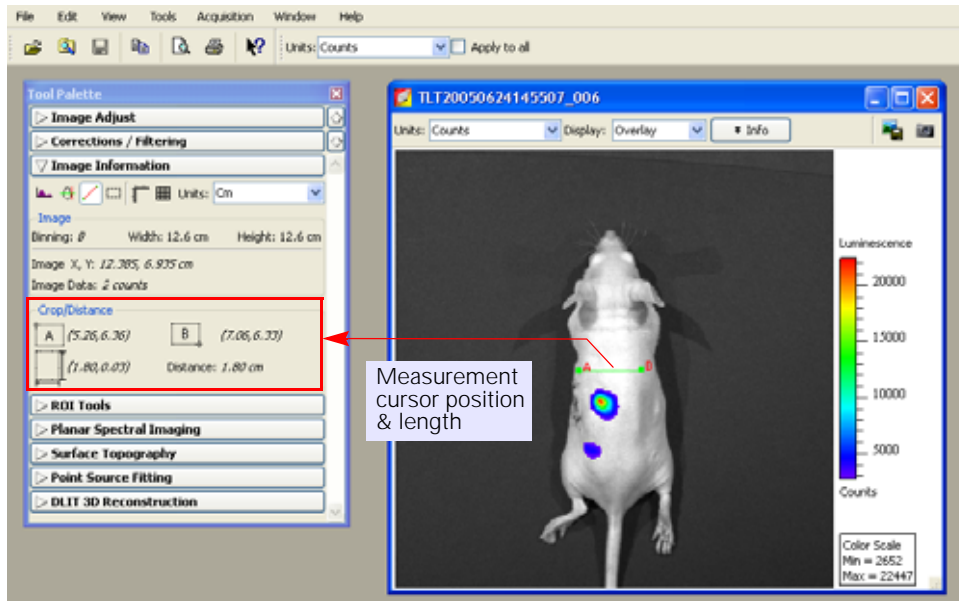 File Edit View Tools Acquisition Window Help
Units: Counts Apply to all
Tool Palette
Image Adjust
Corrections / Filtering
Image Information
Units: Cm
Image
Binning: 8 Width: 12.6 cm Height: 12.6 cm
Image X, Y: 12.385, 6.935 cm
Image Data: 2 counts
Crop/Distance
A (5.26,6.36) B (7.06,6.33)
(1.80,0.03) Distance: 1.80 cm
ROI Tools
Planar Spectral Imaging
Surface Topography
Point Source Fitting
DLIT 3D Reconstruction
Measurement
cursor position
& length
TLT20050624145507_006
Units: Counts Display: Overlay Info
A B
Luminescence
20000
15000
10000
5000
Counts
Color Scale
Min = 2652
Max = 22447